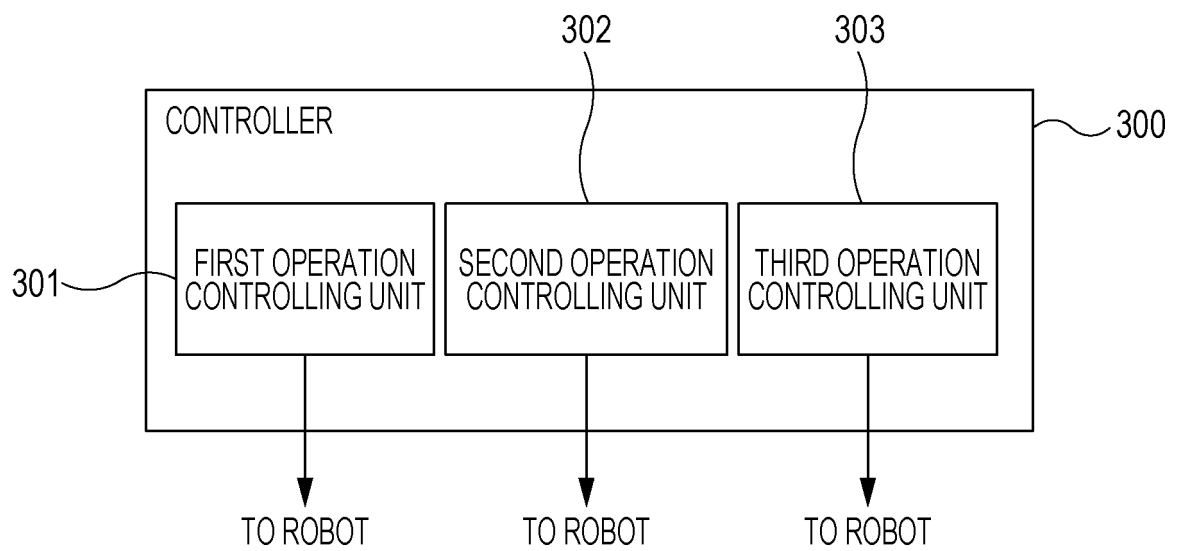 302
303
CONTROLLER
300
FIRST OPERATION
CONTROLLING UNIT
SECOND OPERATION
CONTROLLING UNIT
THIRD OPERATION
CONTROLLING UNIT
301
TO ROBOT
TO ROBOT
TO ROBOT